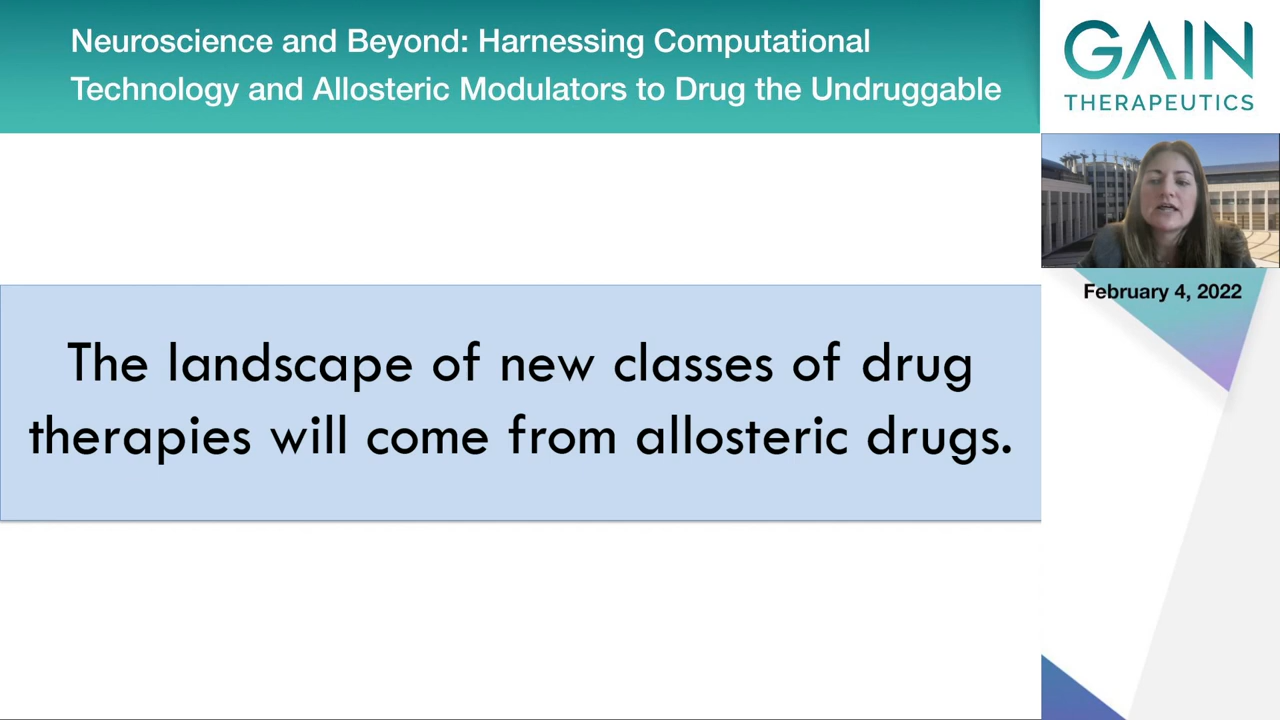 Neuroscience and Beyond: Harnessing Computational
Technology and Allosteric Modulators to Drug the Undruggable
GAIN
THERAPEUTICS
February 4, 2022
The landscape of new classes of drug
therapies will come from allosteric drugs.